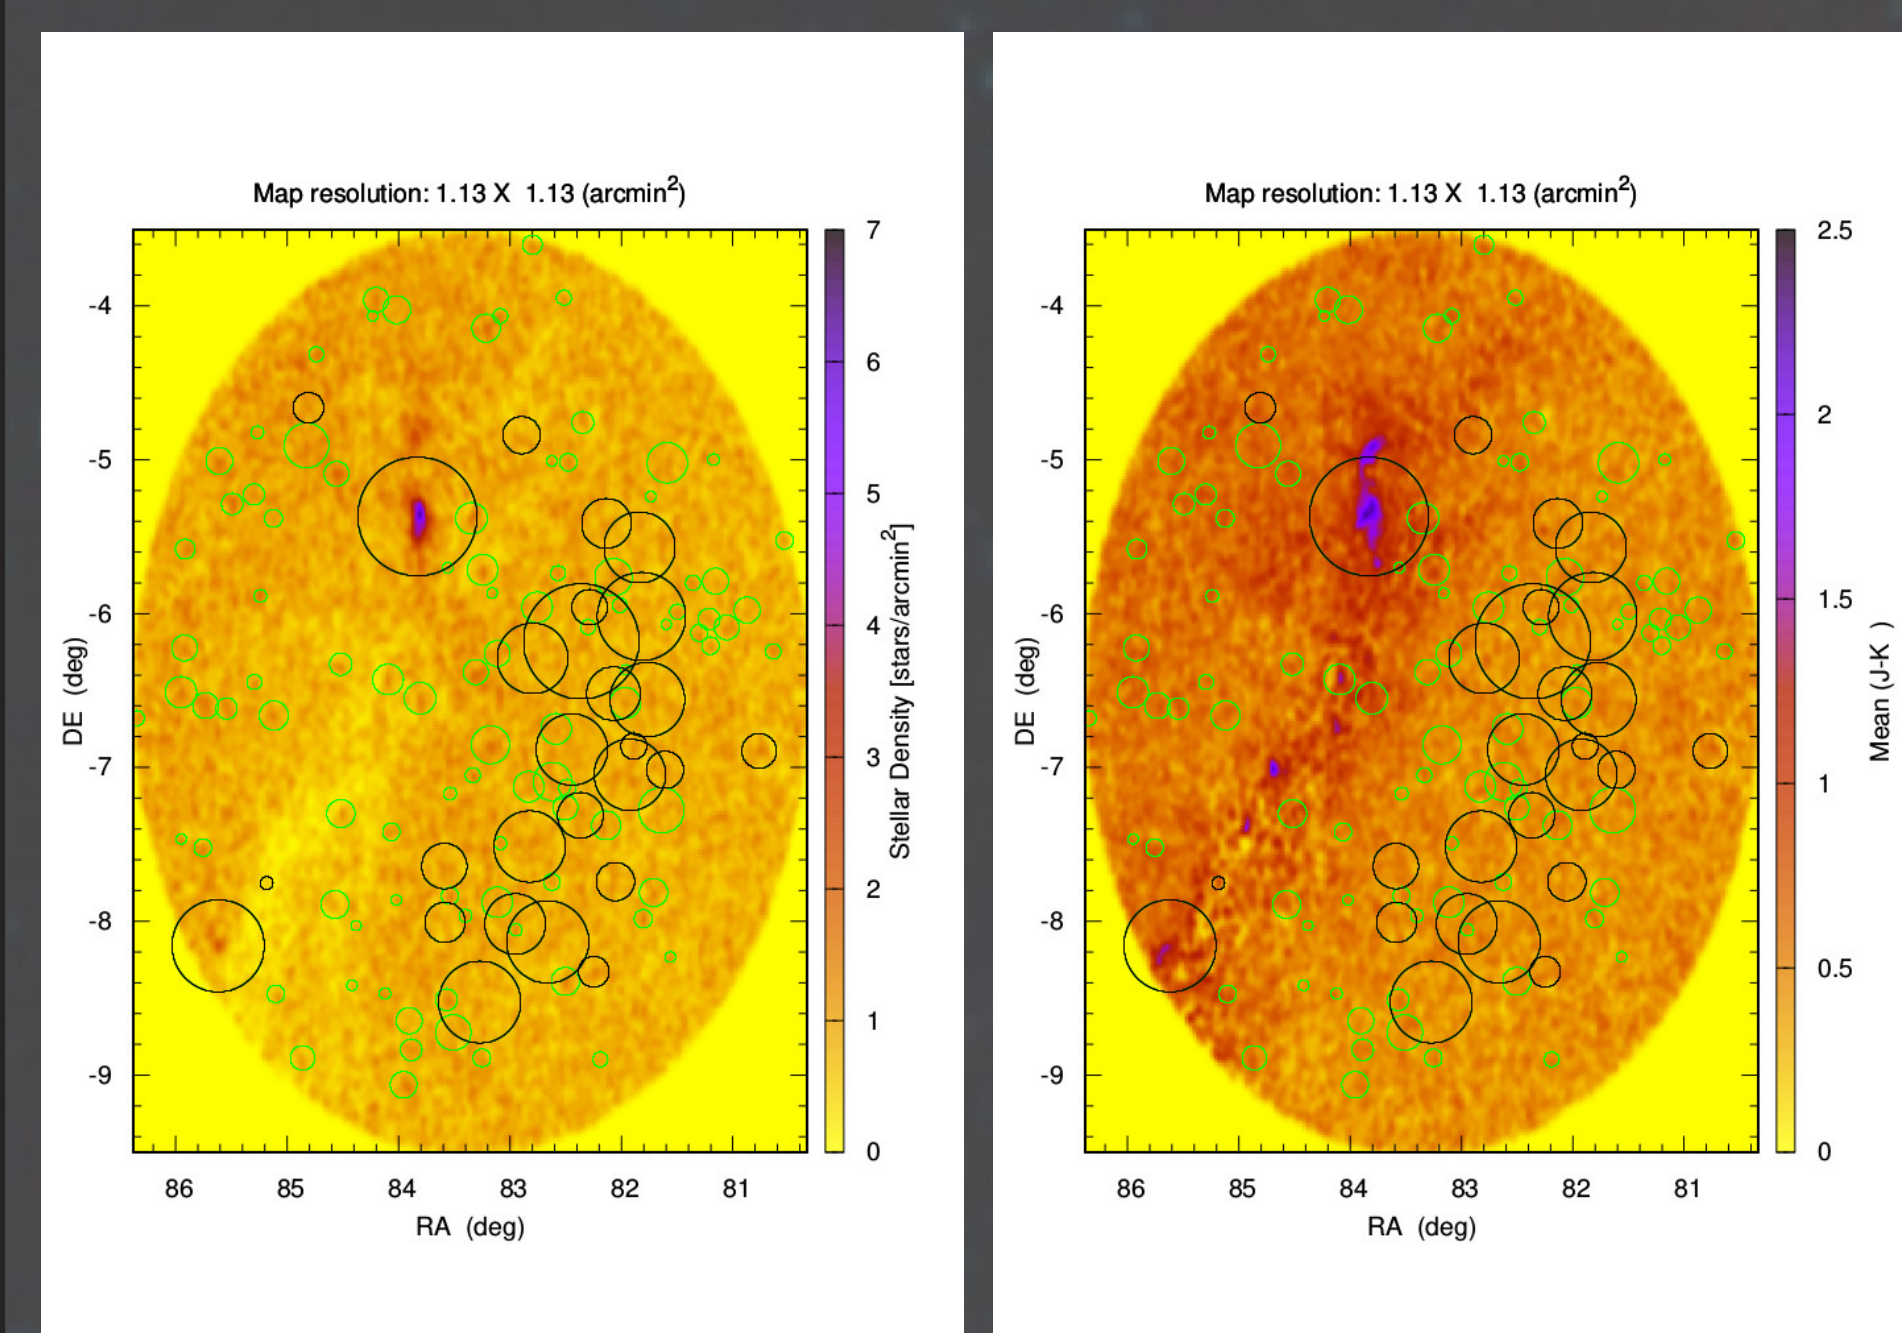 Map resolution: 1.13 X 1.13 (arcmin2)
7
6
5
4
3
2
1
0
Stellar Density [stars/arcmin2]
-4
-5
-6
-7
-8
-9
DE (deg)
86 85 84 83 82 81
RA (deg)
Map resolution: 1.13 X 1.13 (arcmin2)
2.5
2
1.5
1
0.5
0
Mean (J-K )
-4
-5
-6
-7
-8
-9
DE (deg)
86 85 84 83 82 81
RA (deg)